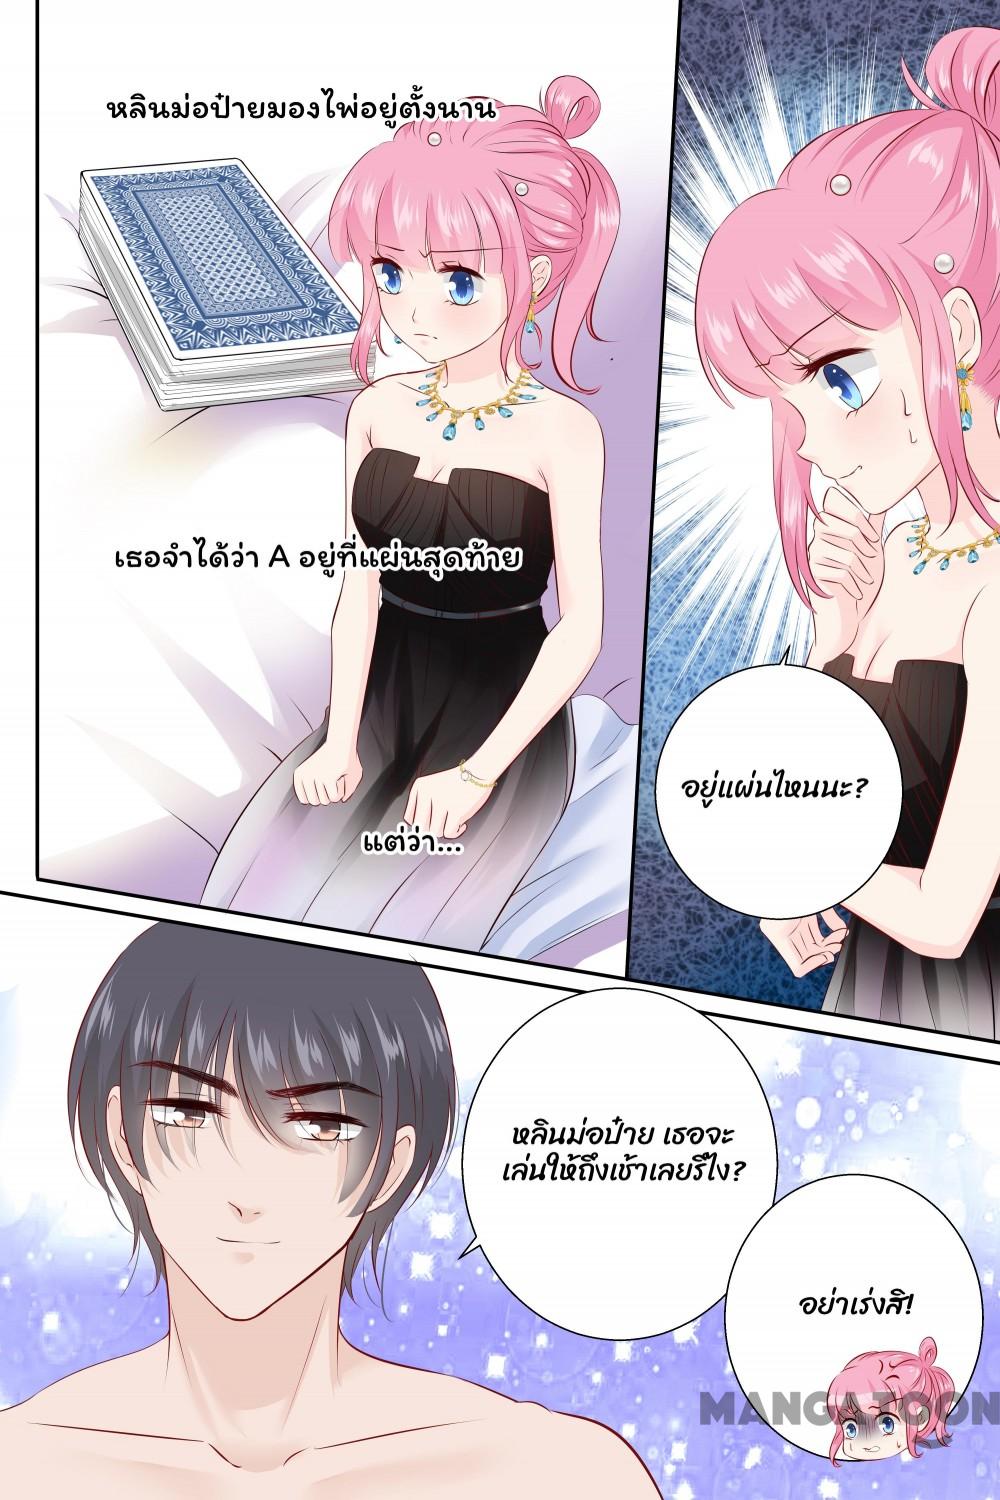 หลินม่อป๋ายมองไพ่อยู่ตั้งนาน
เธอจำได้ว่า A อยู่ที่แผ่นสุดท้าย
แต่ว่า...
อยู่แผ่นไหนนะ?
หลินม่อป๋าย เธอจะ
เล่นให้ถึงเช้าเลยรึไง?
อย่าเร่งสิ!
MANGATOON